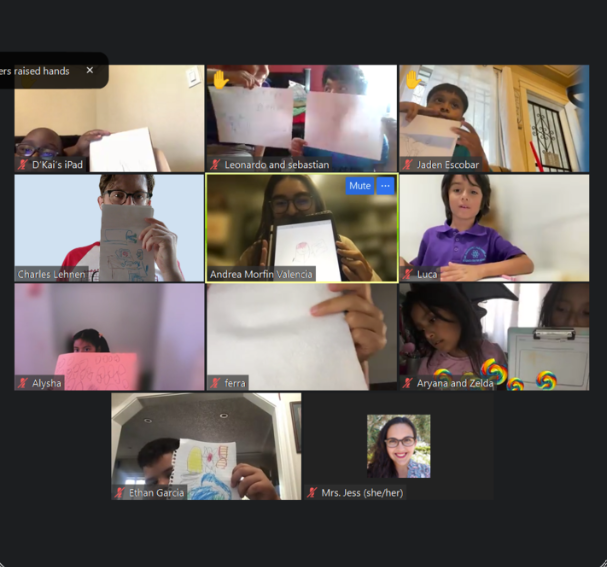 ers raised hands ×
D'Kai's iPad
Leonardo and sebastian
Jaden Escobar
Charles Lehnen
Mute ...
Andrea Morfin Valencia
Luca
Alysha
ferra
Aryana and Zelda
Ethan Garcia
Mrs. Jess (she/her)